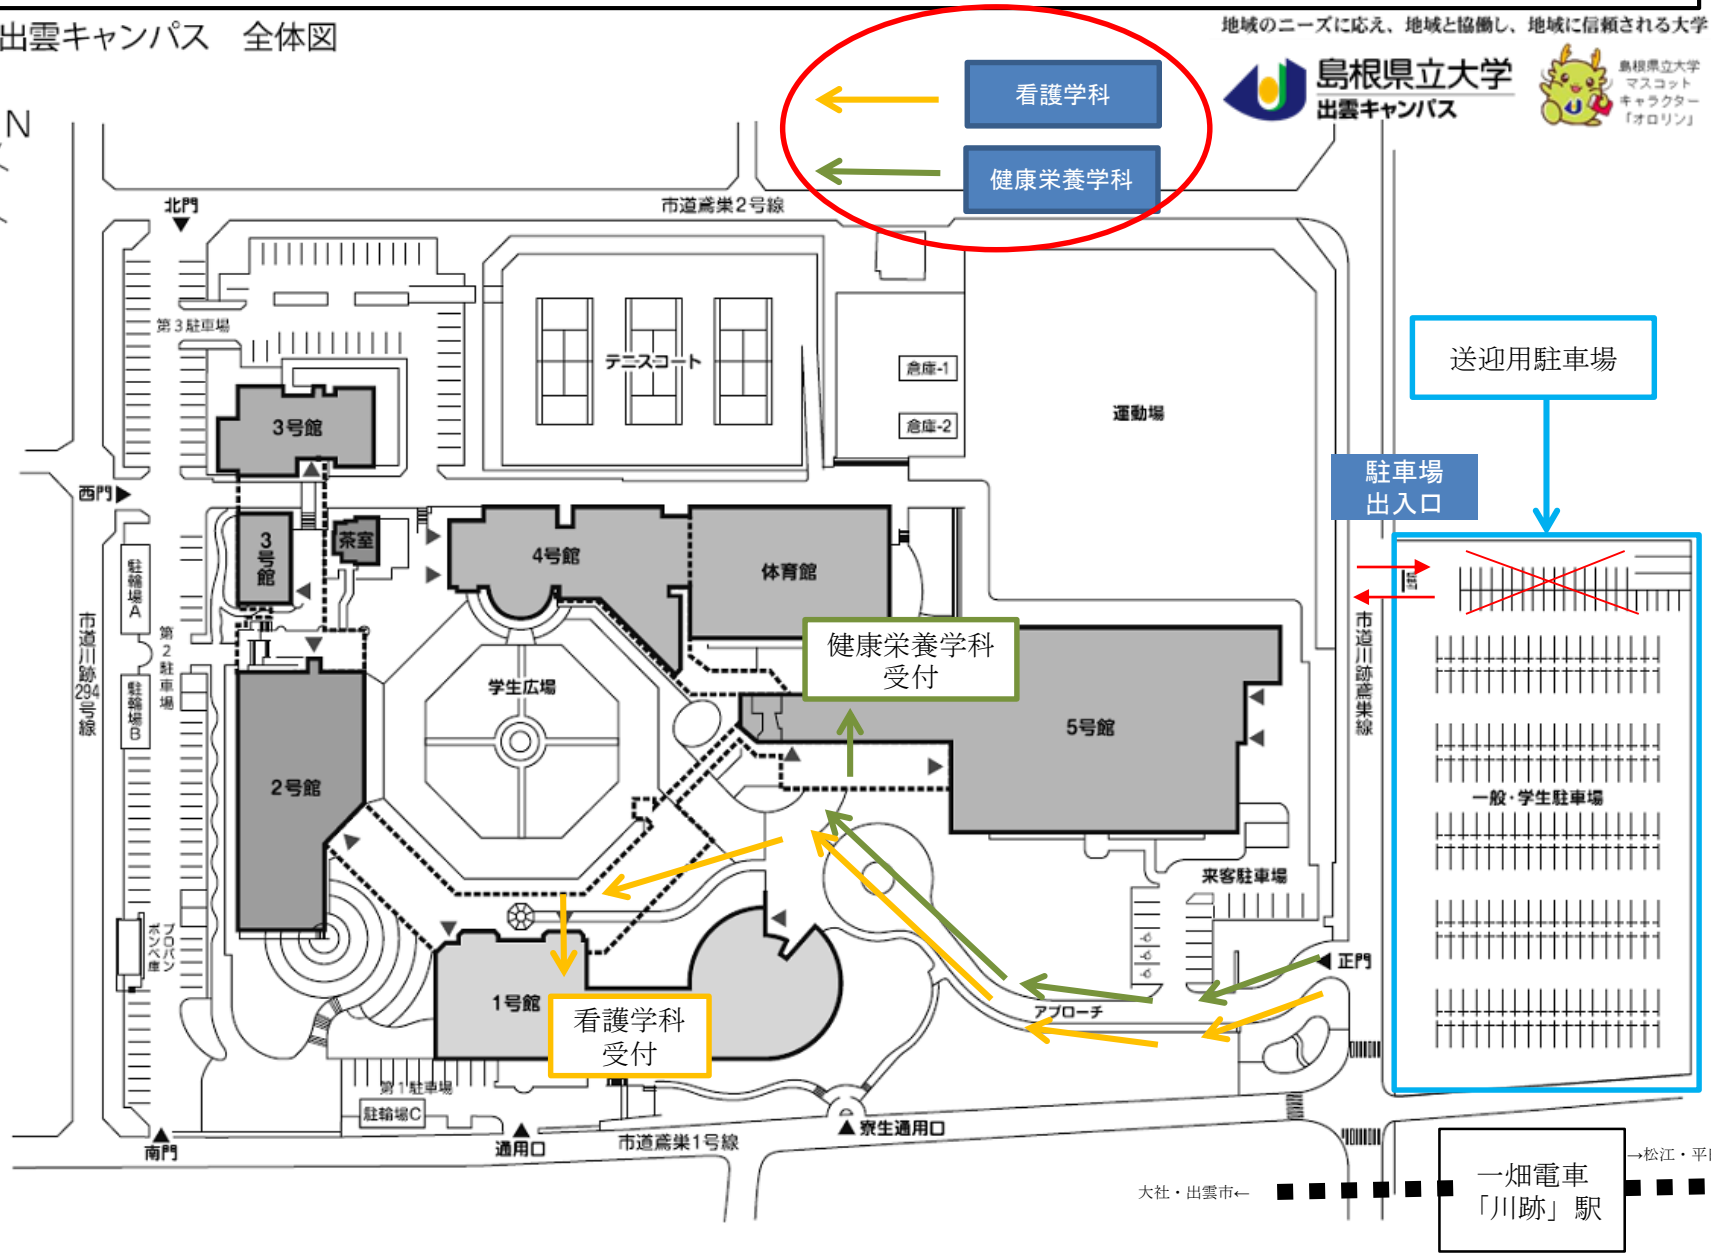 出雲キャンパス 全体図
地域のニーズに応え、地域と協働し、地域に信頼される大学
島根県立大学
出雲キャンパス
島根県立大学
マスコット
キャラクター
「オロリン」
N
看護学科
健康栄養学科
北門
市道鳶巣2号線
第3駐車場
テニスコート
倉庫-1
倉庫-2
運動場
送迎用駐車場
駐車場
出入口
3号館
西門
3号館
茶室
4号館
体育館
駐輪場A
第2駐車場
駐輪場B
市道川跡294号線
学生広場
健康栄養学科
受付
5号館
市道川跡鳶巣線
2号館
一般・学生駐車場
来客駐車場
プロパン
ボンベ庫
正門
アプローチ
1号館
看護学科
受付
第1駐車場
駐輪場C
南門
通用口
市道鳶巣1号線
寮生通用口
大社・出雲市←
一畑電車
「川跡」駅
→松江・平